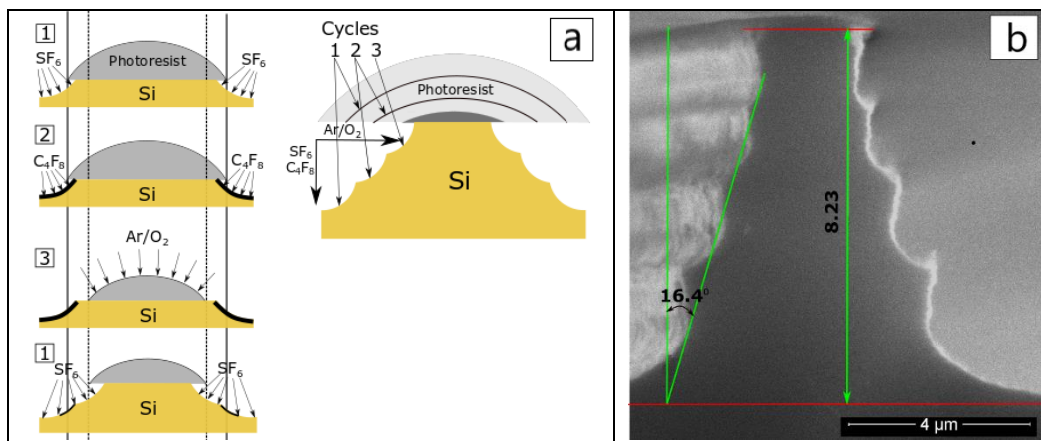 1
SF₆
SF₆
Photoresist
Si
2
C₄F₈
C₄F₈
Si
3
Ar/O₂
Si
1
SF₆
SF₆
Si
a
Cycles
1 2 3
Photoresist
Ar/O₂
SF₆
C₄F₈
Si
b
8.23
16.4°
4 µm